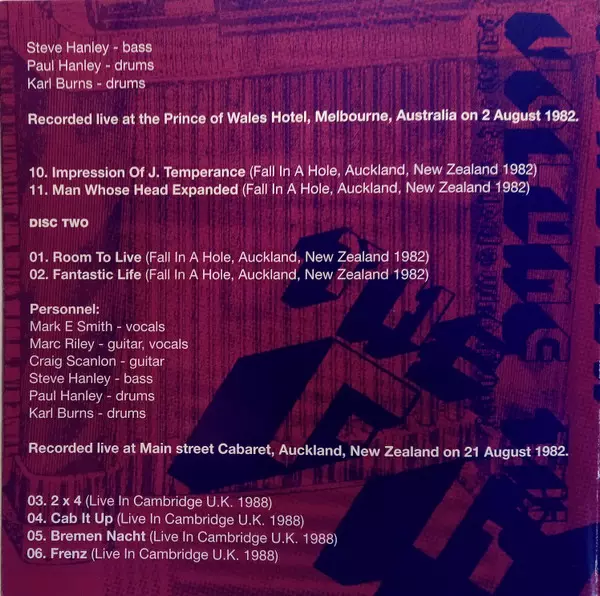 Steve Hanley - bass
Paul Hanley - drums
Karl Burns - drums
Recorded live at the Prince of Wales Hotel, Melbourne, Australia on 2 August 1982.
10. Impression Of J. Temperance (Fall In A Hole, Auckland, New Zealand 1982)
11. Man Whose Head Expanded (Fall In A Hole, Auckland, New Zealand 1982)
DISC TWO
01. Room To Live (Fall In A Hole, Auckland, New Zealand 1982)
02. Fantastic Life (Fall In A Hole, Auckland, New Zealand 1982)
Personnel:
Mark E Smith - vocals
Marc Riley - guitar, vocals
Craig Scanlon - guitar
Steve Hanley - bass
Paul Hanley - drums
Karl Burns - drums
Recorded live at Main street Cabaret, Auckland, New Zealand on 21 August 1982.
03. 2 x 4 (Live In Cambridge U.K. 1988)
04. Cab It Up (Live In Cambridge U.K. 1988)
05. Bremen Nacht (Live In Cambridge U.K. 1988)
06. Frenz (Live In Cambridge U.K. 1988)